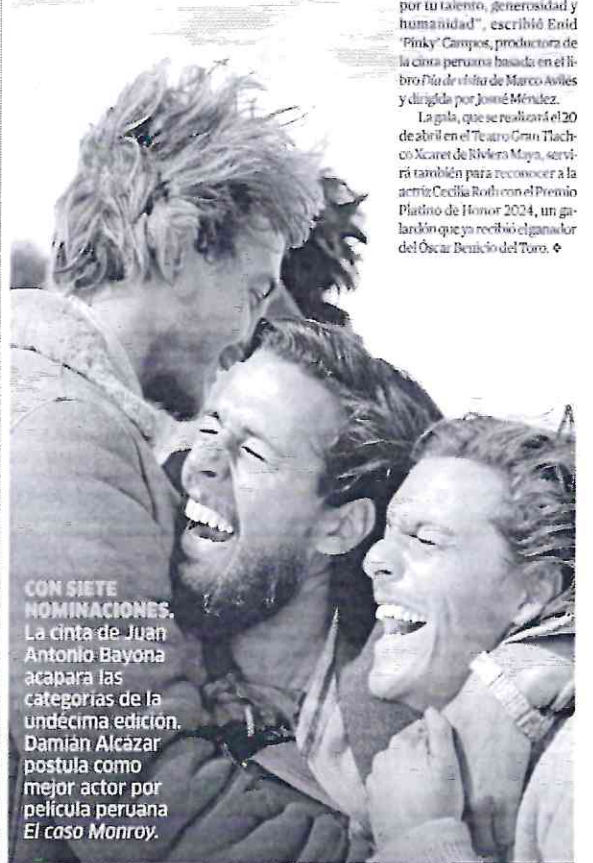 por tu talento, generosidad y
humanidad”, escribió Enid
‘Pinky’ Campos, productora de
la cinta peruana basada en el li-
bro Día de visita de Marco Avilés
y dirigida por Josué Méndez.
La gala, que se realizará el 20
de abril en el Teatro Gran Tlach-
co Xcaret de Riviera Maya, servi-
rá también para reconocer a la
actriz Cecilia Roth con el Premio
Platino de Honor 2024, un ga-
lardón que ya recibió el ganador
del Óscar Benicio del Toro.
CON SIETE
NOMINACIONES.
La cinta de Juan
Antonio Bayona
acapara las
categorías de la
undécima edición.
Damián Alcázar
postula como
mejor actor por
película peruana
El caso Monroy.